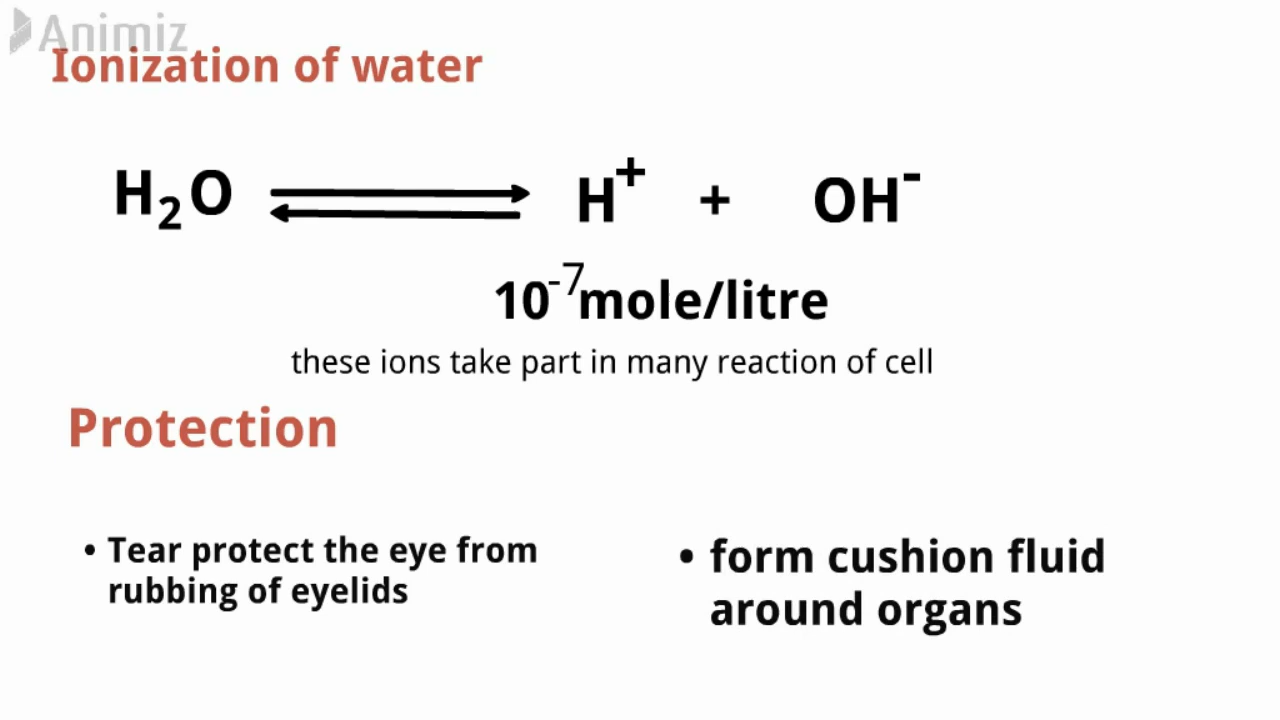 Animiz
Ionization of water
H₂O ⇌ H⁺ + OH⁻
10⁻⁷mole/litre
these ions take part in many reaction of cell
Protection
• Tear protect the eye from
rubbing of eyelids
• form cushion fluid
around organs